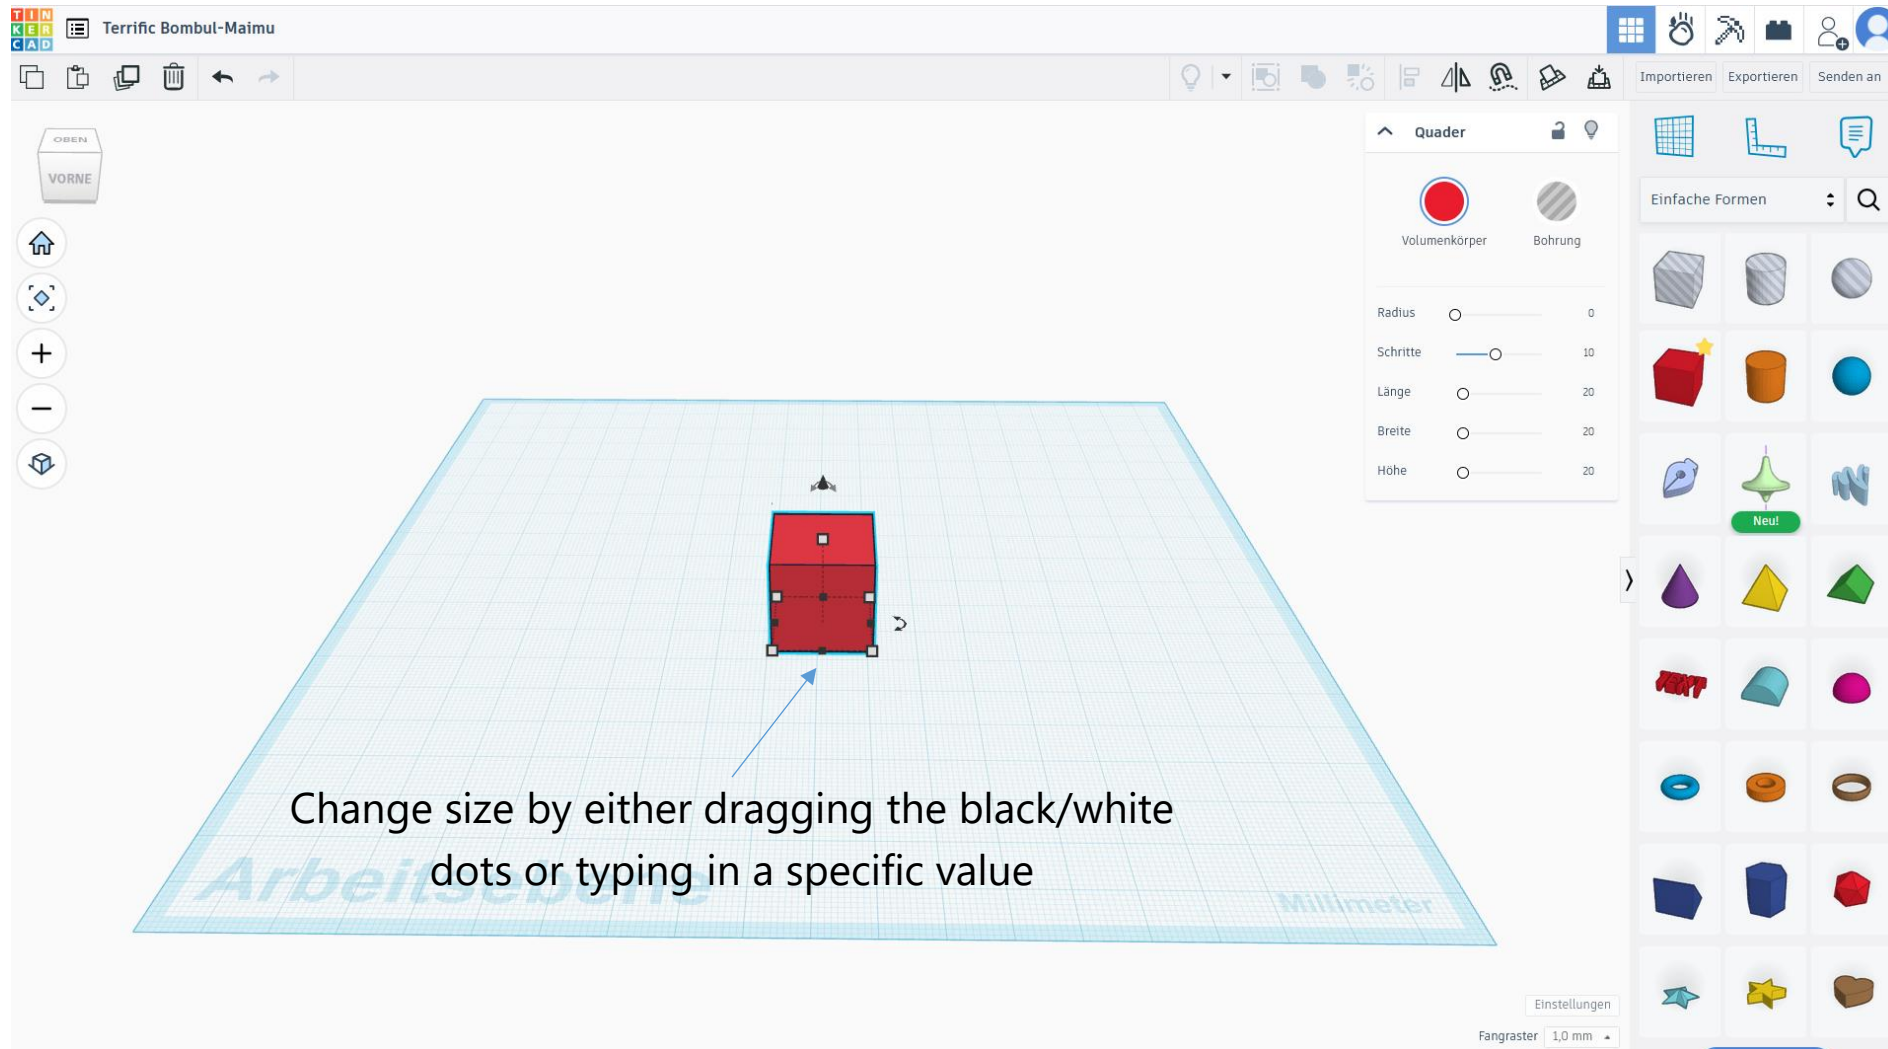 TIN
KER
CAD
Terrific Bombul-Maimu
Importieren Exportieren Senden an
OBEN
VORNE
Quader
Volumenkörper Bohrung
Radius 0
Schritte 10
Länge 20
Breite 20
Höhe 20
Einfache Formen
Neu!
TEXT
Change size by either dragging the black/white
dots or typing in a specific value
Arbeitsebene
Millimeter
Einstellungen
Fangraster 1,0 mm